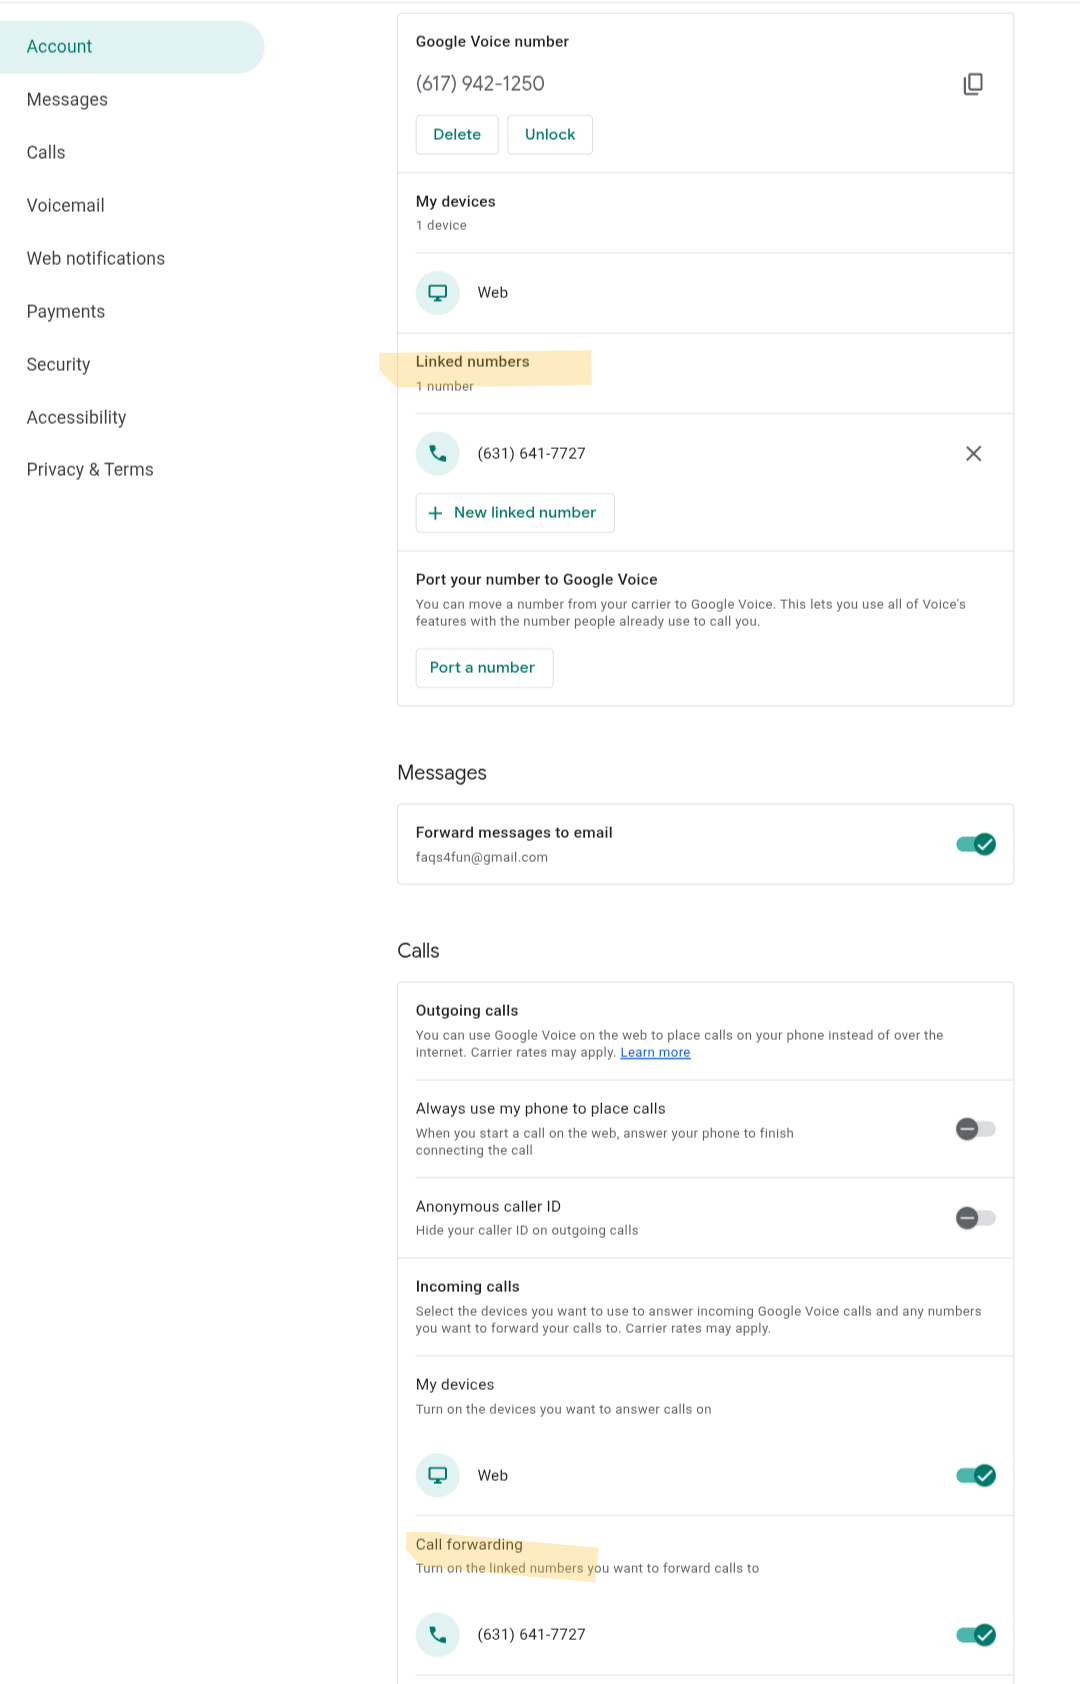 Account
Messages
Calls
Voicemail
Web notifications
Payments
Security
Accessibility
Privacy & Terms
Google Voice number
(617) 942-1250
Delete
Unlock
My devices
1 device
Web
Linked numbers
1 number
(631) 641-7727
New linked number
Port your number to Google Voice
You can move a number from your carrier to Google Voice. This lets you use all of Voice's
features with the number people already use to call you.
Port a number
Messages
Forward messages to email
faqs4fun@gmail.com
Calls
Outgoing calls
You can use Google Voice on the web to place calls on your phone instead of over the
internet. Carrier rates may apply. Learn more
Always use my phone to place calls
When you start a call on the web, answer your phone to finish
connecting the call
Anonymous caller ID
Hide your caller ID on outgoing calls
Incoming calls
Select the devices you want to use to answer incoming Google Voice calls and any numbers
you want to forward your calls to. Carrier rates may apply.
My devices
Turn on the devices you want to answer calls on
Web
Call forwarding
Turn on the linked numbers you want to forward calls to
(631) 641-7727